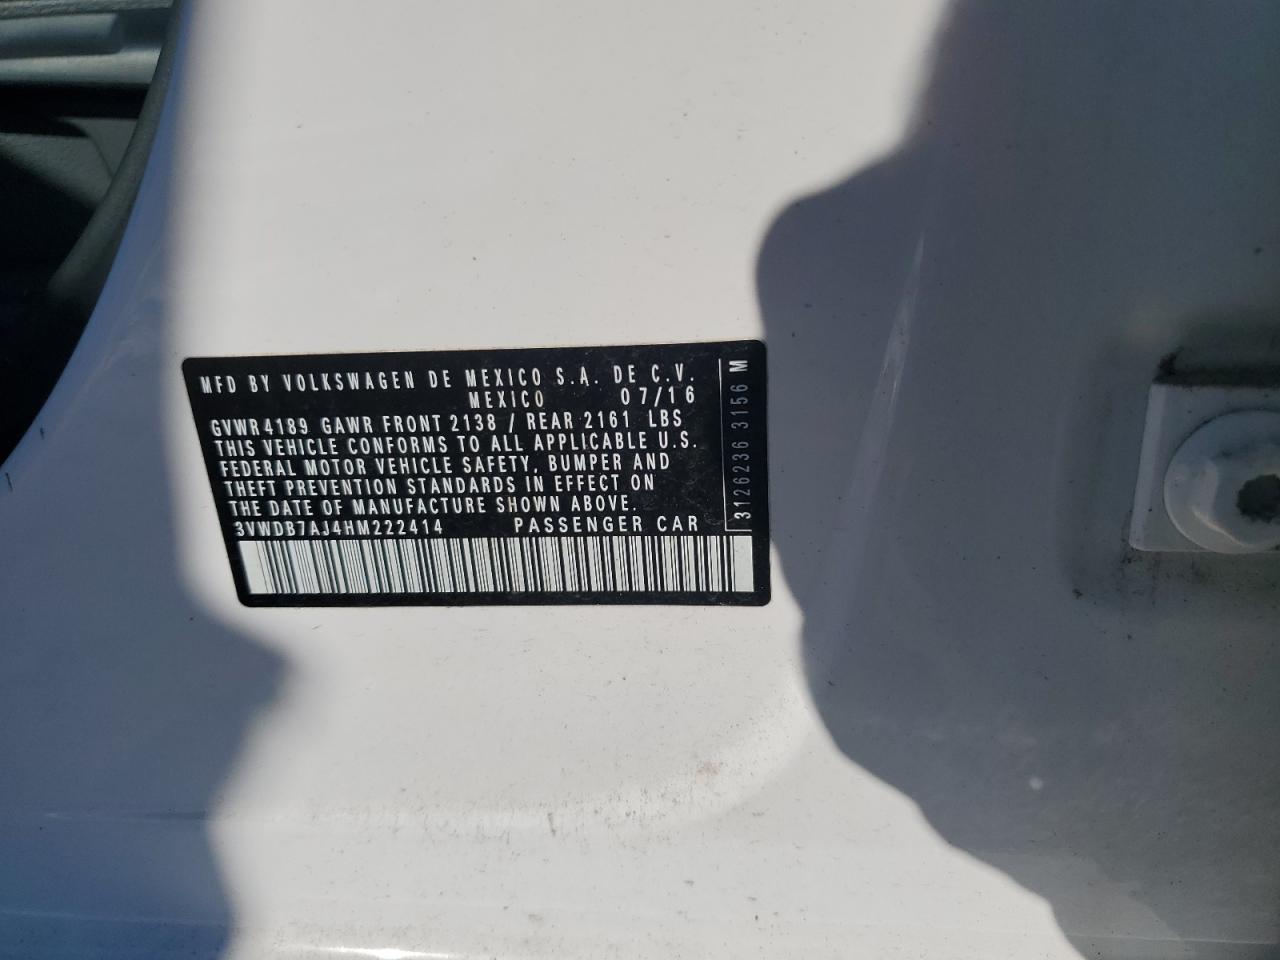 MFD BY VOLKSWAGEN DE MEXICO S.A. DE C.V.
MEXICO 07/16
GVWR 4189 GAWR FRONT 2138 / REAR 2161 LBS
THIS VEHICLE CONFORMS TO ALL APPLICABLE U.S.
FEDERAL MOTOR VEHICLE SAFETY, BUMPER AND
THEFT PREVENTION STANDARDS IN EFFECT ON
THE DATE OF MANUFACTURE SHOWN ABOVE.
3VWDB7AJ4HM222414 PASSENGER CAR
3126236 3156 M